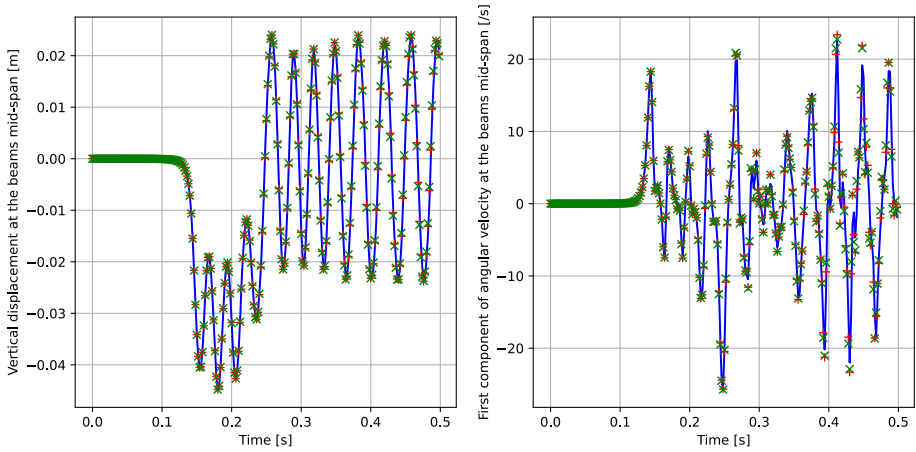 Vertical displacement at the beams mid-span [m]
0.02
0.01
0.00
−0.01
−0.02
−0.03
−0.04
0.0 0.1 0.2 0.3 0.4 0.5
Time [s]
First component of angular velocity at the beams mid-span [/s]
20
10
0
−10
−20
0.0 0.1 0.2 0.3 0.4 0.5
Time [s]